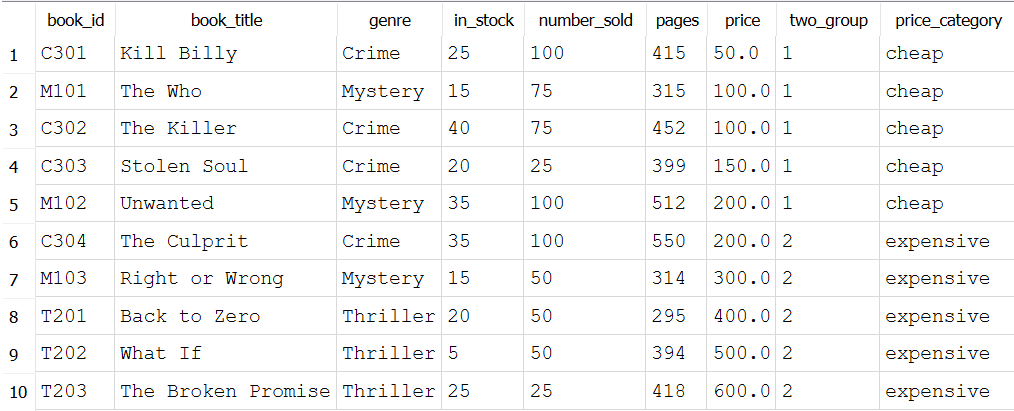 book_id book_title genre in_stock number_sold pages price two_group price_category
1 C301 Kill Billy Crime 25 100 415 50.0 1 cheap
2 M101 The Who Mystery 15 75 315 100.0 1 cheap
3 C302 The Killer Crime 40 75 452 100.0 1 cheap
4 C303 Stolen Soul Crime 20 25 399 150.0 1 cheap
5 M102 Unwanted Mystery 35 100 512 200.0 1 cheap
6 C304 The Culprit Crime 35 100 550 200.0 2 expensive
7 M103 Right or Wrong Mystery 15 50 314 300.0 2 expensive
8 T201 Back to Zero Thriller 20 50 295 400.0 2 expensive
9 T202 What If Thriller 5 50 394 500.0 2 expensive
10 T203 The Broken Promise Thriller 25 25 418 600.0 2 expensive